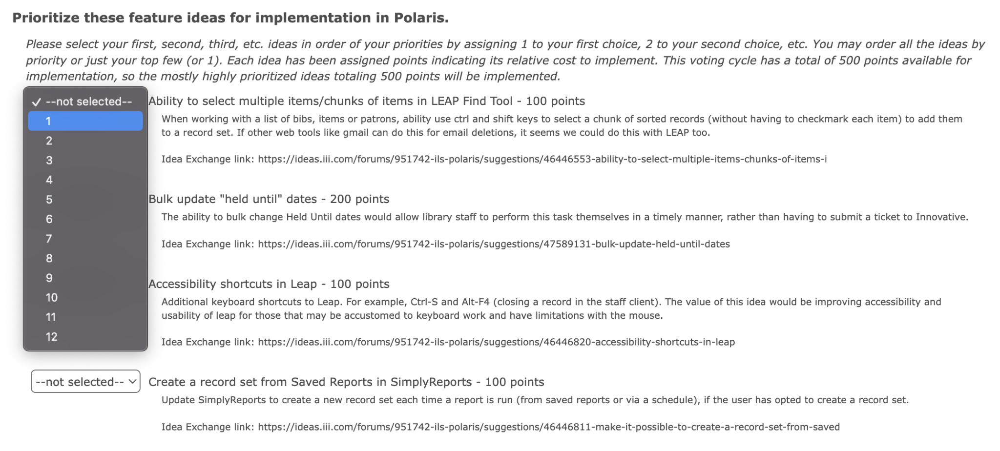 Prioritize these feature ideas for implementation in Polaris.
Please select your first, second, third, etc. ideas in order of your priorities by assigning 1 to your first choice, 2 to your second choice, etc. You may order all the ideas by
priority or just your top few (or 1). Each idea has been assigned points indicating its relative cost to implement. This voting cycle has a total of 500 points available for
implementation, so the mostly highly prioritized ideas totaling 500 points will be implemented.
✓ --not selected--
1
2
3
4
5
6
7
8
9
10
11
12
Ability to select multiple items/chunks of items in LEAP Find Tool - 100 points
When working with a list of bibs, items or patrons, ability use ctrl and shift keys to select a chunk of sorted records (without having to checkmark each item) to add them
to a record set. If other web tools like gmail can do this for email deletions, it seems we could do this with LEAP too.
Idea Exchange link: https://ideas.iii.com/forums/951742-ils-polaris/suggestions/46446553-ability-to-select-multiple-items-chunks-of-items-i
Bulk update "held until" dates - 200 points
The ability to bulk change Held Until dates would allow library staff to perform this task themselves in a timely manner, rather than having to submit a ticket to Innovative.
Idea Exchange link: https://ideas.iii.com/forums/951742-ils-polaris/suggestions/47589131-bulk-update-held-until-dates
Accessibility shortcuts in Leap - 100 points
Additional keyboard shortcuts to Leap. For example, Ctrl-S and Alt-F4 (closing a record in the staff client). The value of this idea would be improving accessibility and
usability of leap for those that may be accustomed to keyboard work and have limitations with the mouse.
Idea Exchange link: https://ideas.iii.com/forums/951742-ils-polaris/suggestions/46446820-accessibility-shortcuts-in-leap
--not selected--
Create a record set from Saved Reports in SimplyReports - 100 points
Update SimplyReports to create a new record set each time a report is run (from saved reports or via a schedule), if the user has opted to create a record set.
Idea Exchange link: https://ideas.iii.com/forums/951742-ils-polaris/suggestions/46446811-make-it-possible-to-create-a-record-set-from-saved